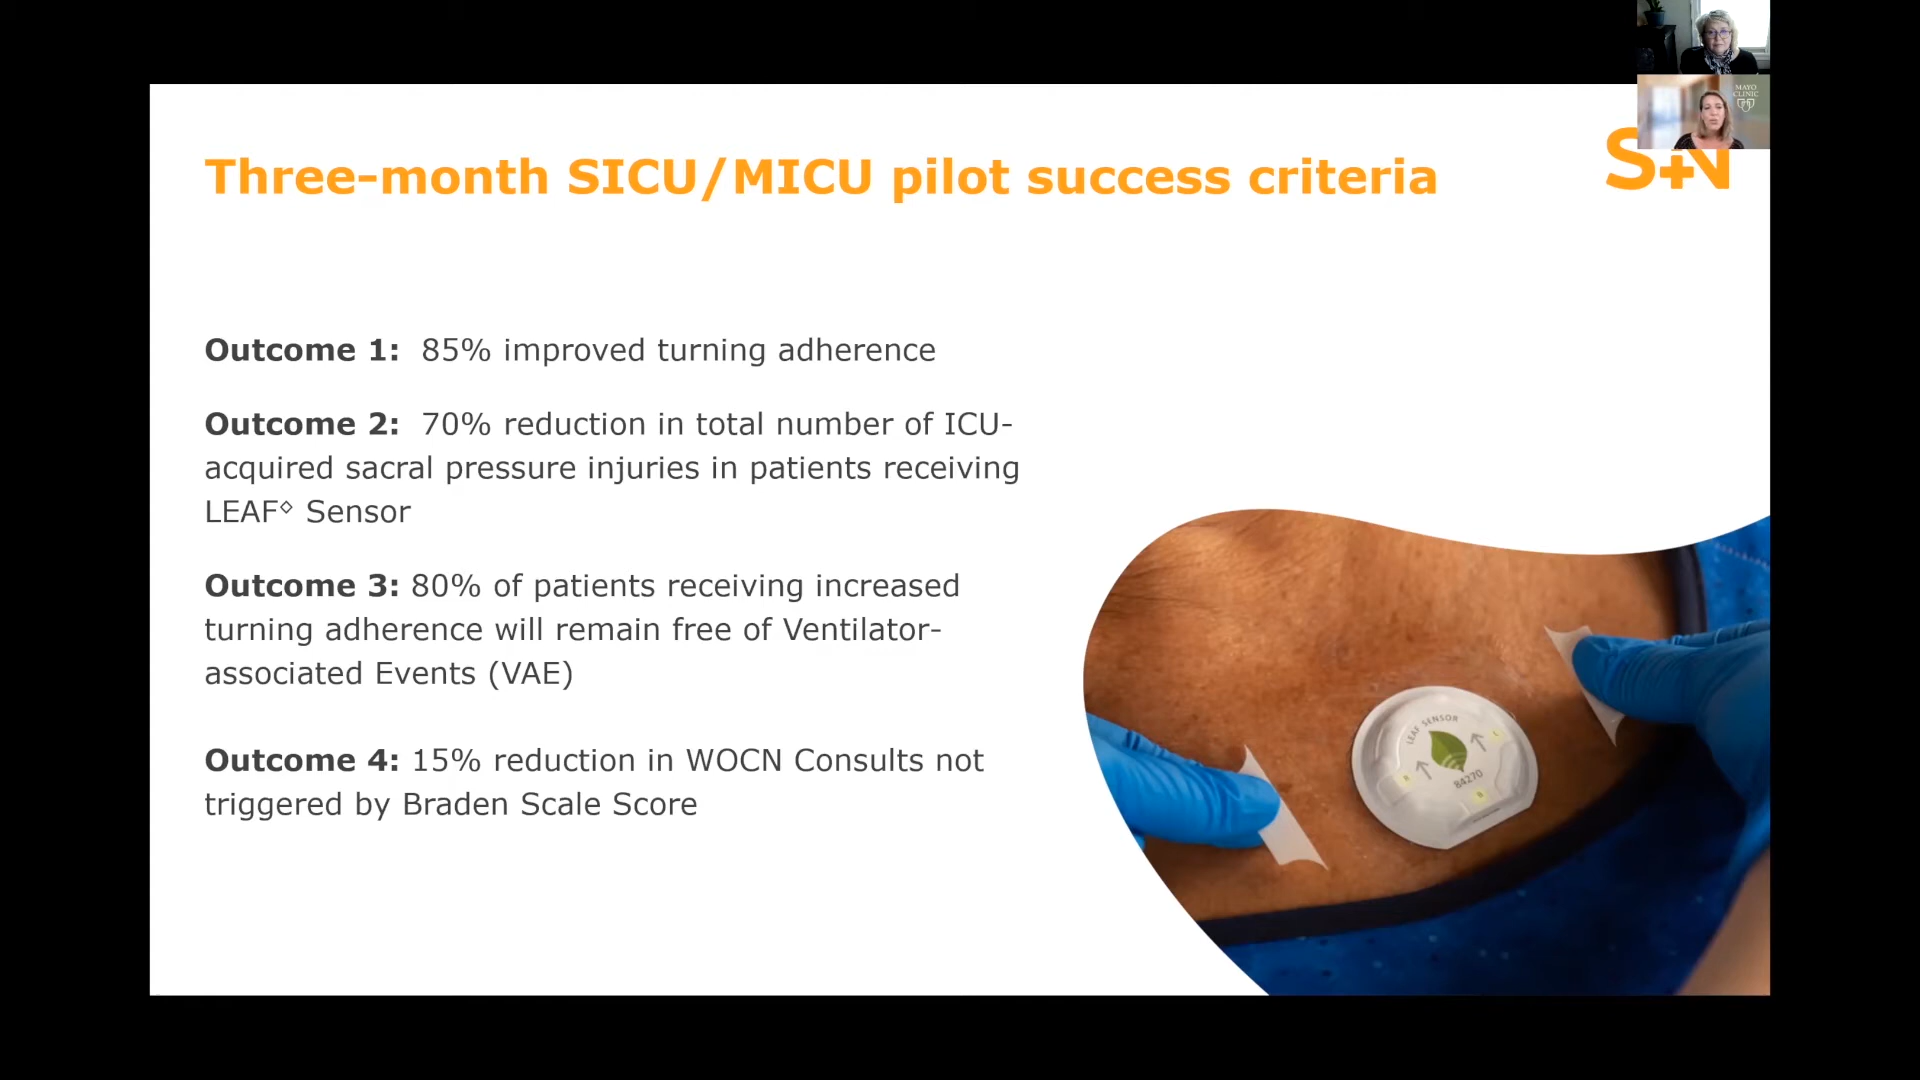 MAYO
CLINIC
S+N
Three-month SICU/MICU pilot success criteria
Outcome 1: 85% improved turning adherence
Outcome 2: 70% reduction in total number of ICU-
acquired sacral pressure injuries in patients receiving
LEAF◊ Sensor
Outcome 3: 80% of patients receiving increased
turning adherence will remain free of Ventilator-
associated Events (VAE)
Outcome 4: 15% reduction in WOCN Consults not
triggered by Braden Scale Score
LEAF SENSOR
B4270